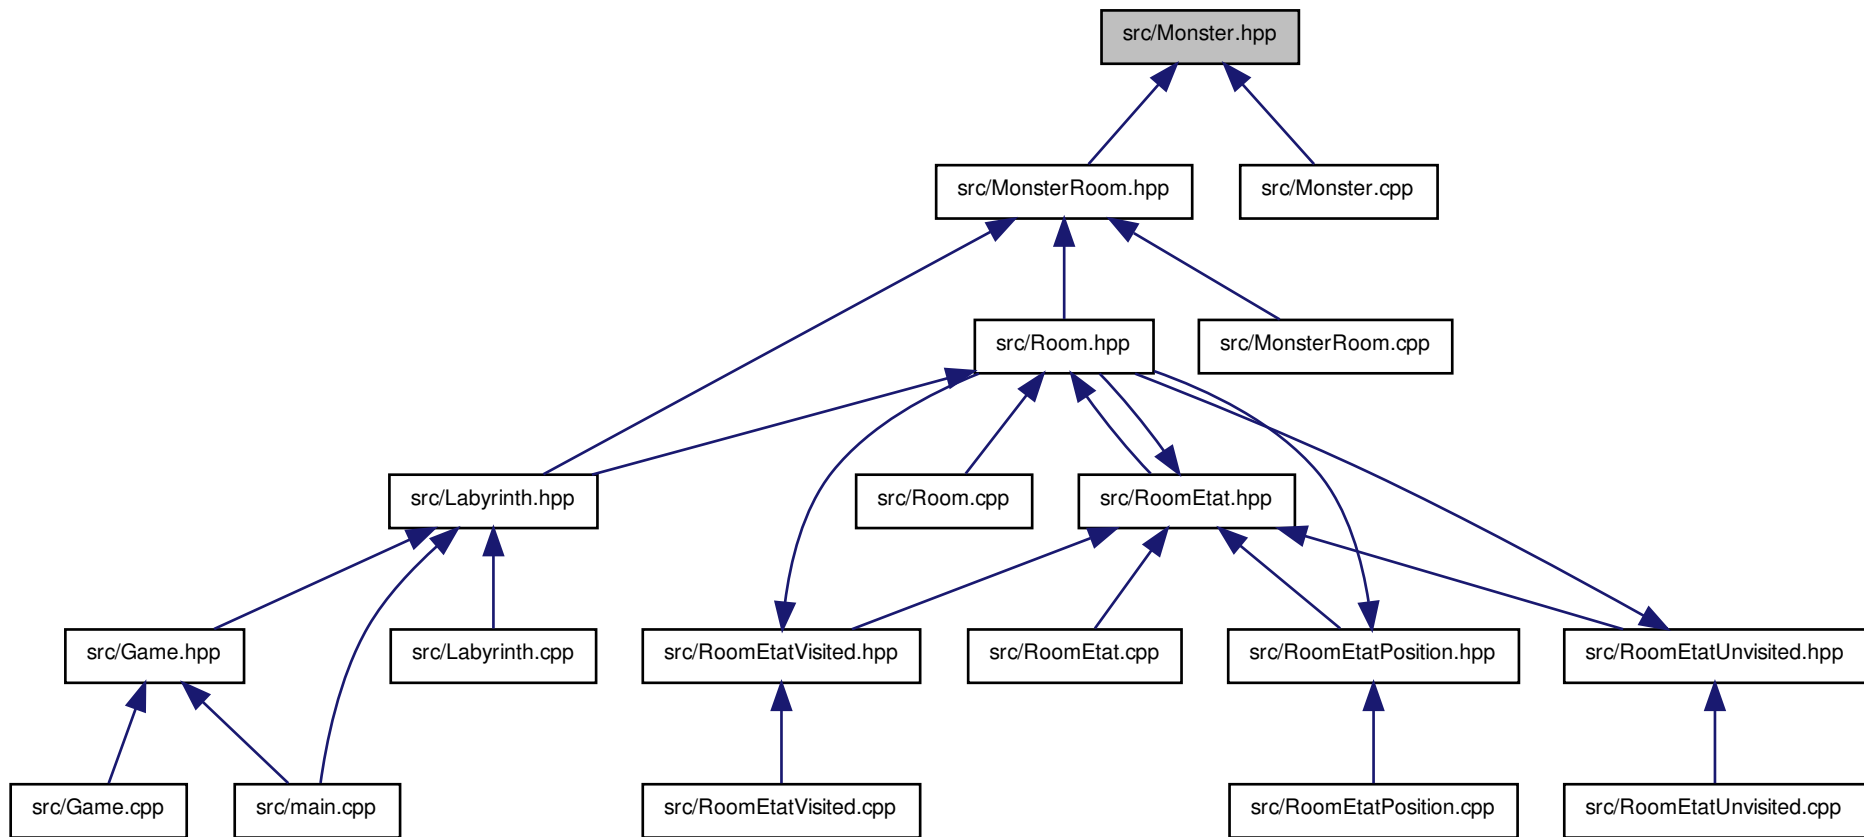 src/Monster.hpp
src/MonsterRoom.hpp
src/Monster.cpp
src/Room.hpp
src/MonsterRoom.cpp
src/Labyrinth.hpp
src/Room.cpp
src/RoomEtat.hpp
src/Game.hpp
src/Labyrinth.cpp
src/RoomEtatVisited.hpp
src/RoomEtat.cpp
src/RoomEtatPosition.hpp
src/RoomEtatUnvisited.hpp
src/Game.cpp
src/main.cpp
src/RoomEtatVisited.cpp
src/RoomEtatPosition.cpp
src/RoomEtatUnvisited.cpp